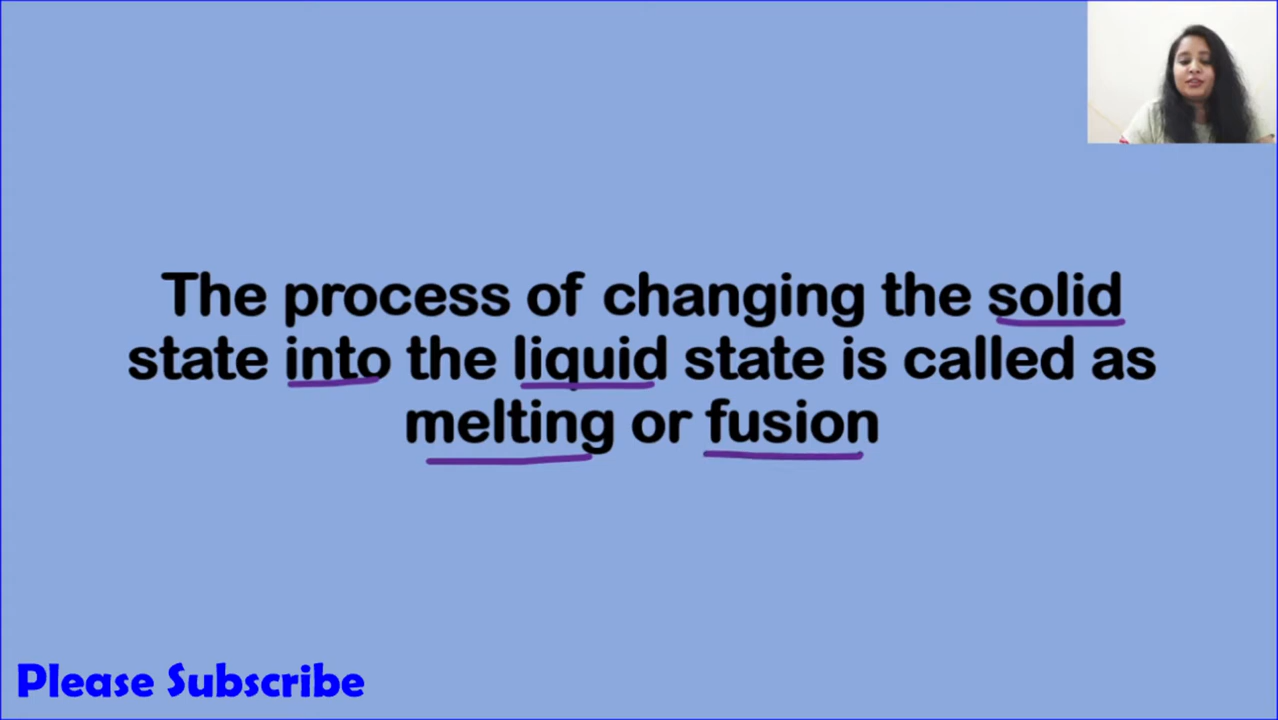 The process of changing the solid
state into the liquid state is called as
melting or fusion
Please Subscribe